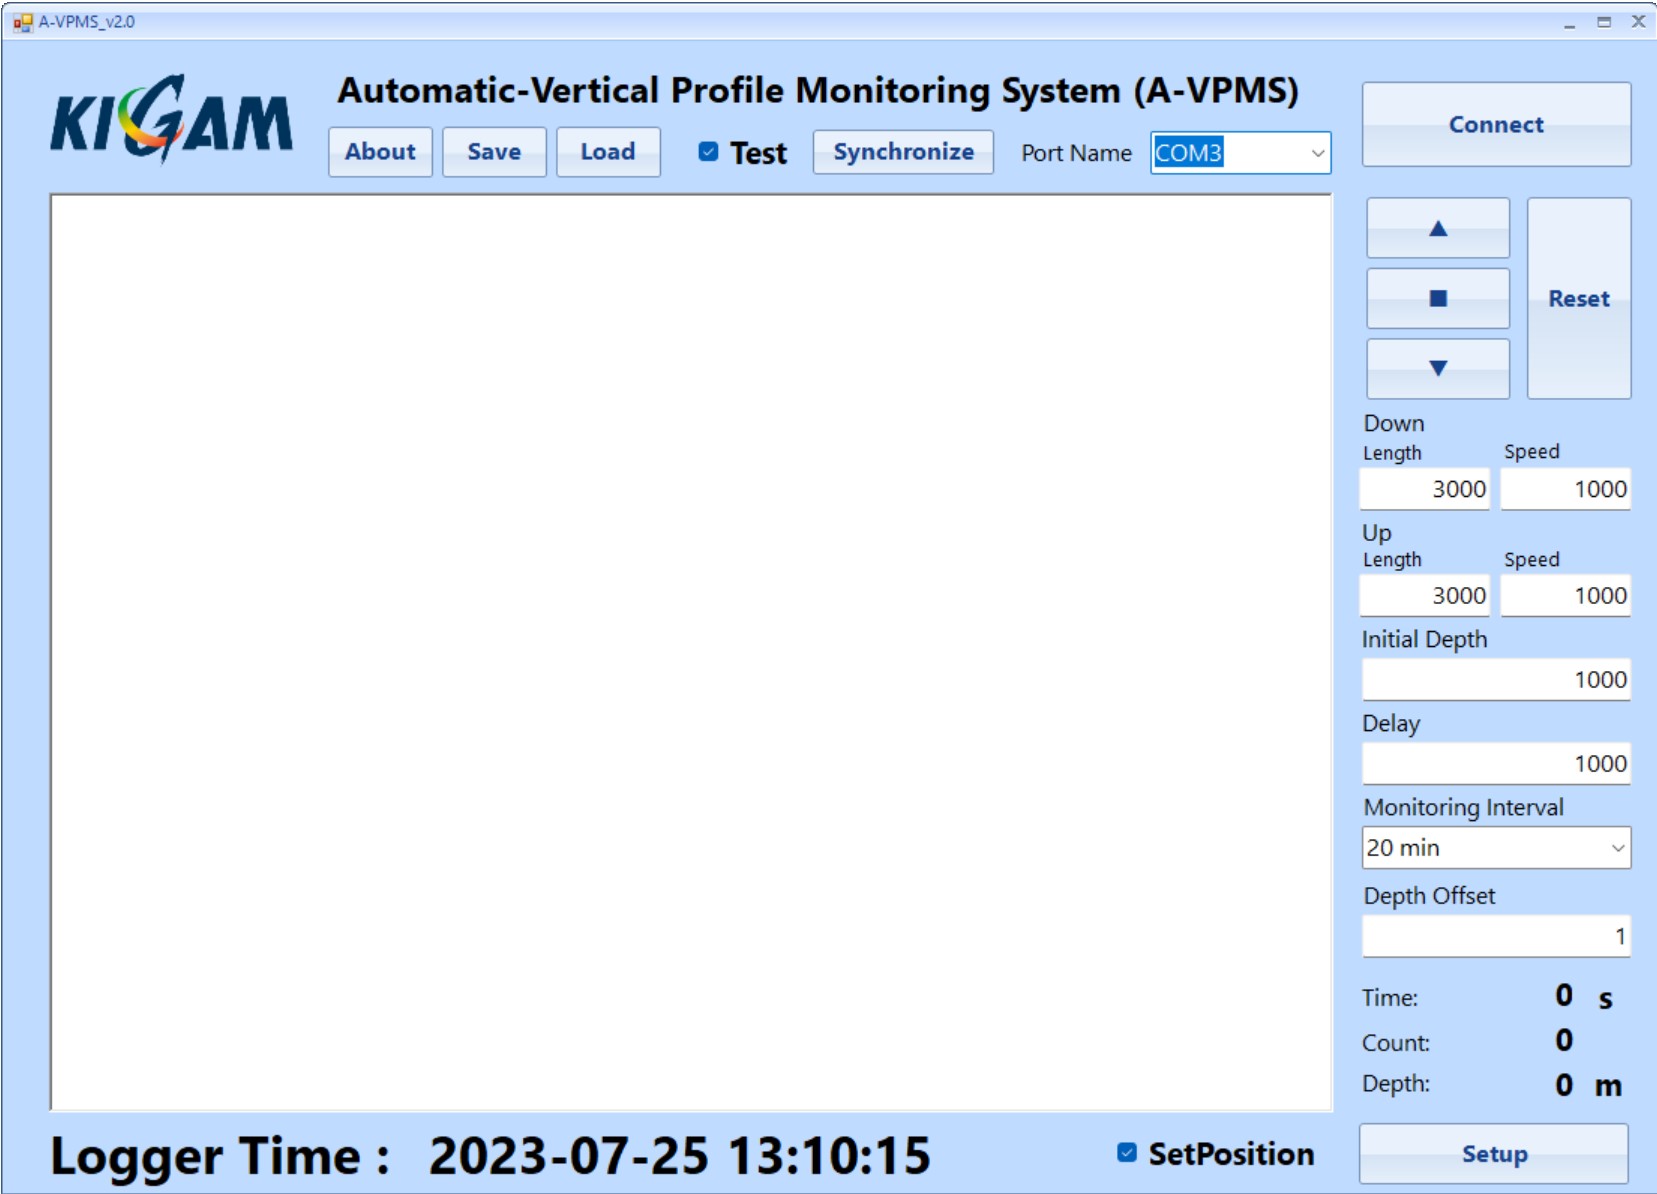 A-VPMS_v2.0
KIGAM
Automatic-Vertical Profile Monitoring System (A-VPMS)
About Save Load Test Synchronize Port Name COM3
Connect
▲
■
▼
Reset
Down
Length Speed
3000 1000
Up
Length Speed
3000 1000
Initial Depth
1000
Delay
1000
Monitoring Interval
20 min
Depth Offset
1
Time: 0 s
Count: 0
Depth: 0 m
Logger Time : 2023-07-25 13:10:15 SetPosition
Setup